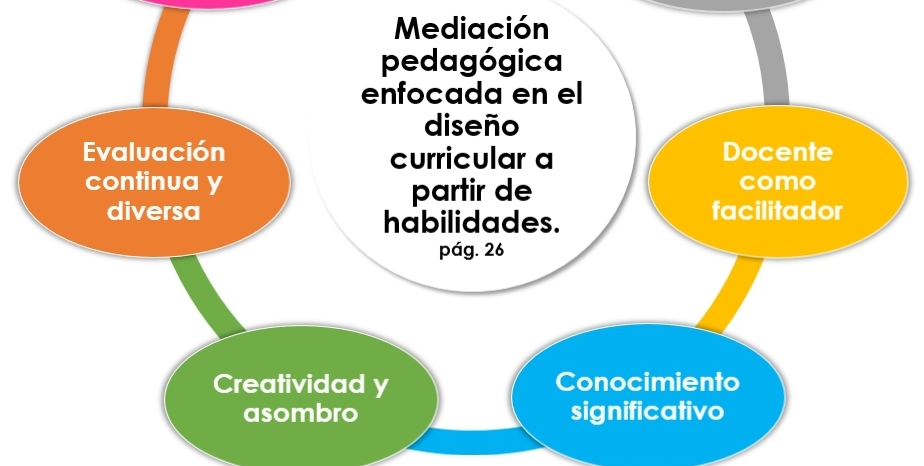 Mediación
pedagógica
enfocada en el
diseño
curricular a
partir de
habilidades.
pág. 26
Evaluación
continua y
diversa
Docente
como
facilitador
Creatividad y
asombro
Conocimiento
significativo